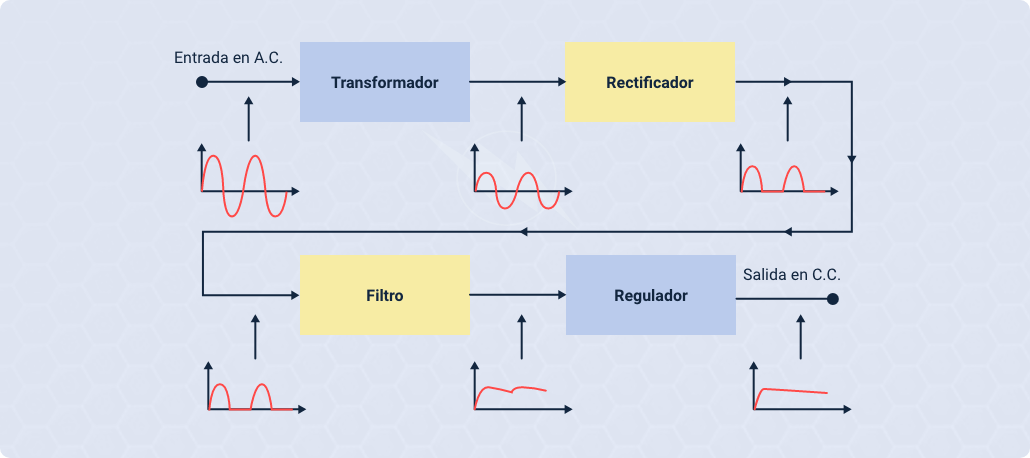 Entrada en A.C.
Transformador
Rectificador
Filtro
Regulador
Salida en C.C.